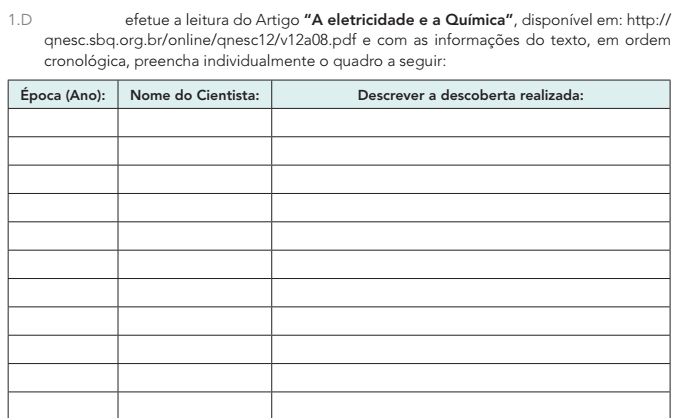 1.D efetue a leitura do Artigo “A eletricidade e a Química”, disponível em: http://
qnesc.sbq.org.br/online/qnesc12/v12a08.pdf e com as informações do texto, em ordem
cronológica, preencha individualmente o quadro a seguir:
Época (Ano): Nome do Cientista: Descrever a descoberta realizada: